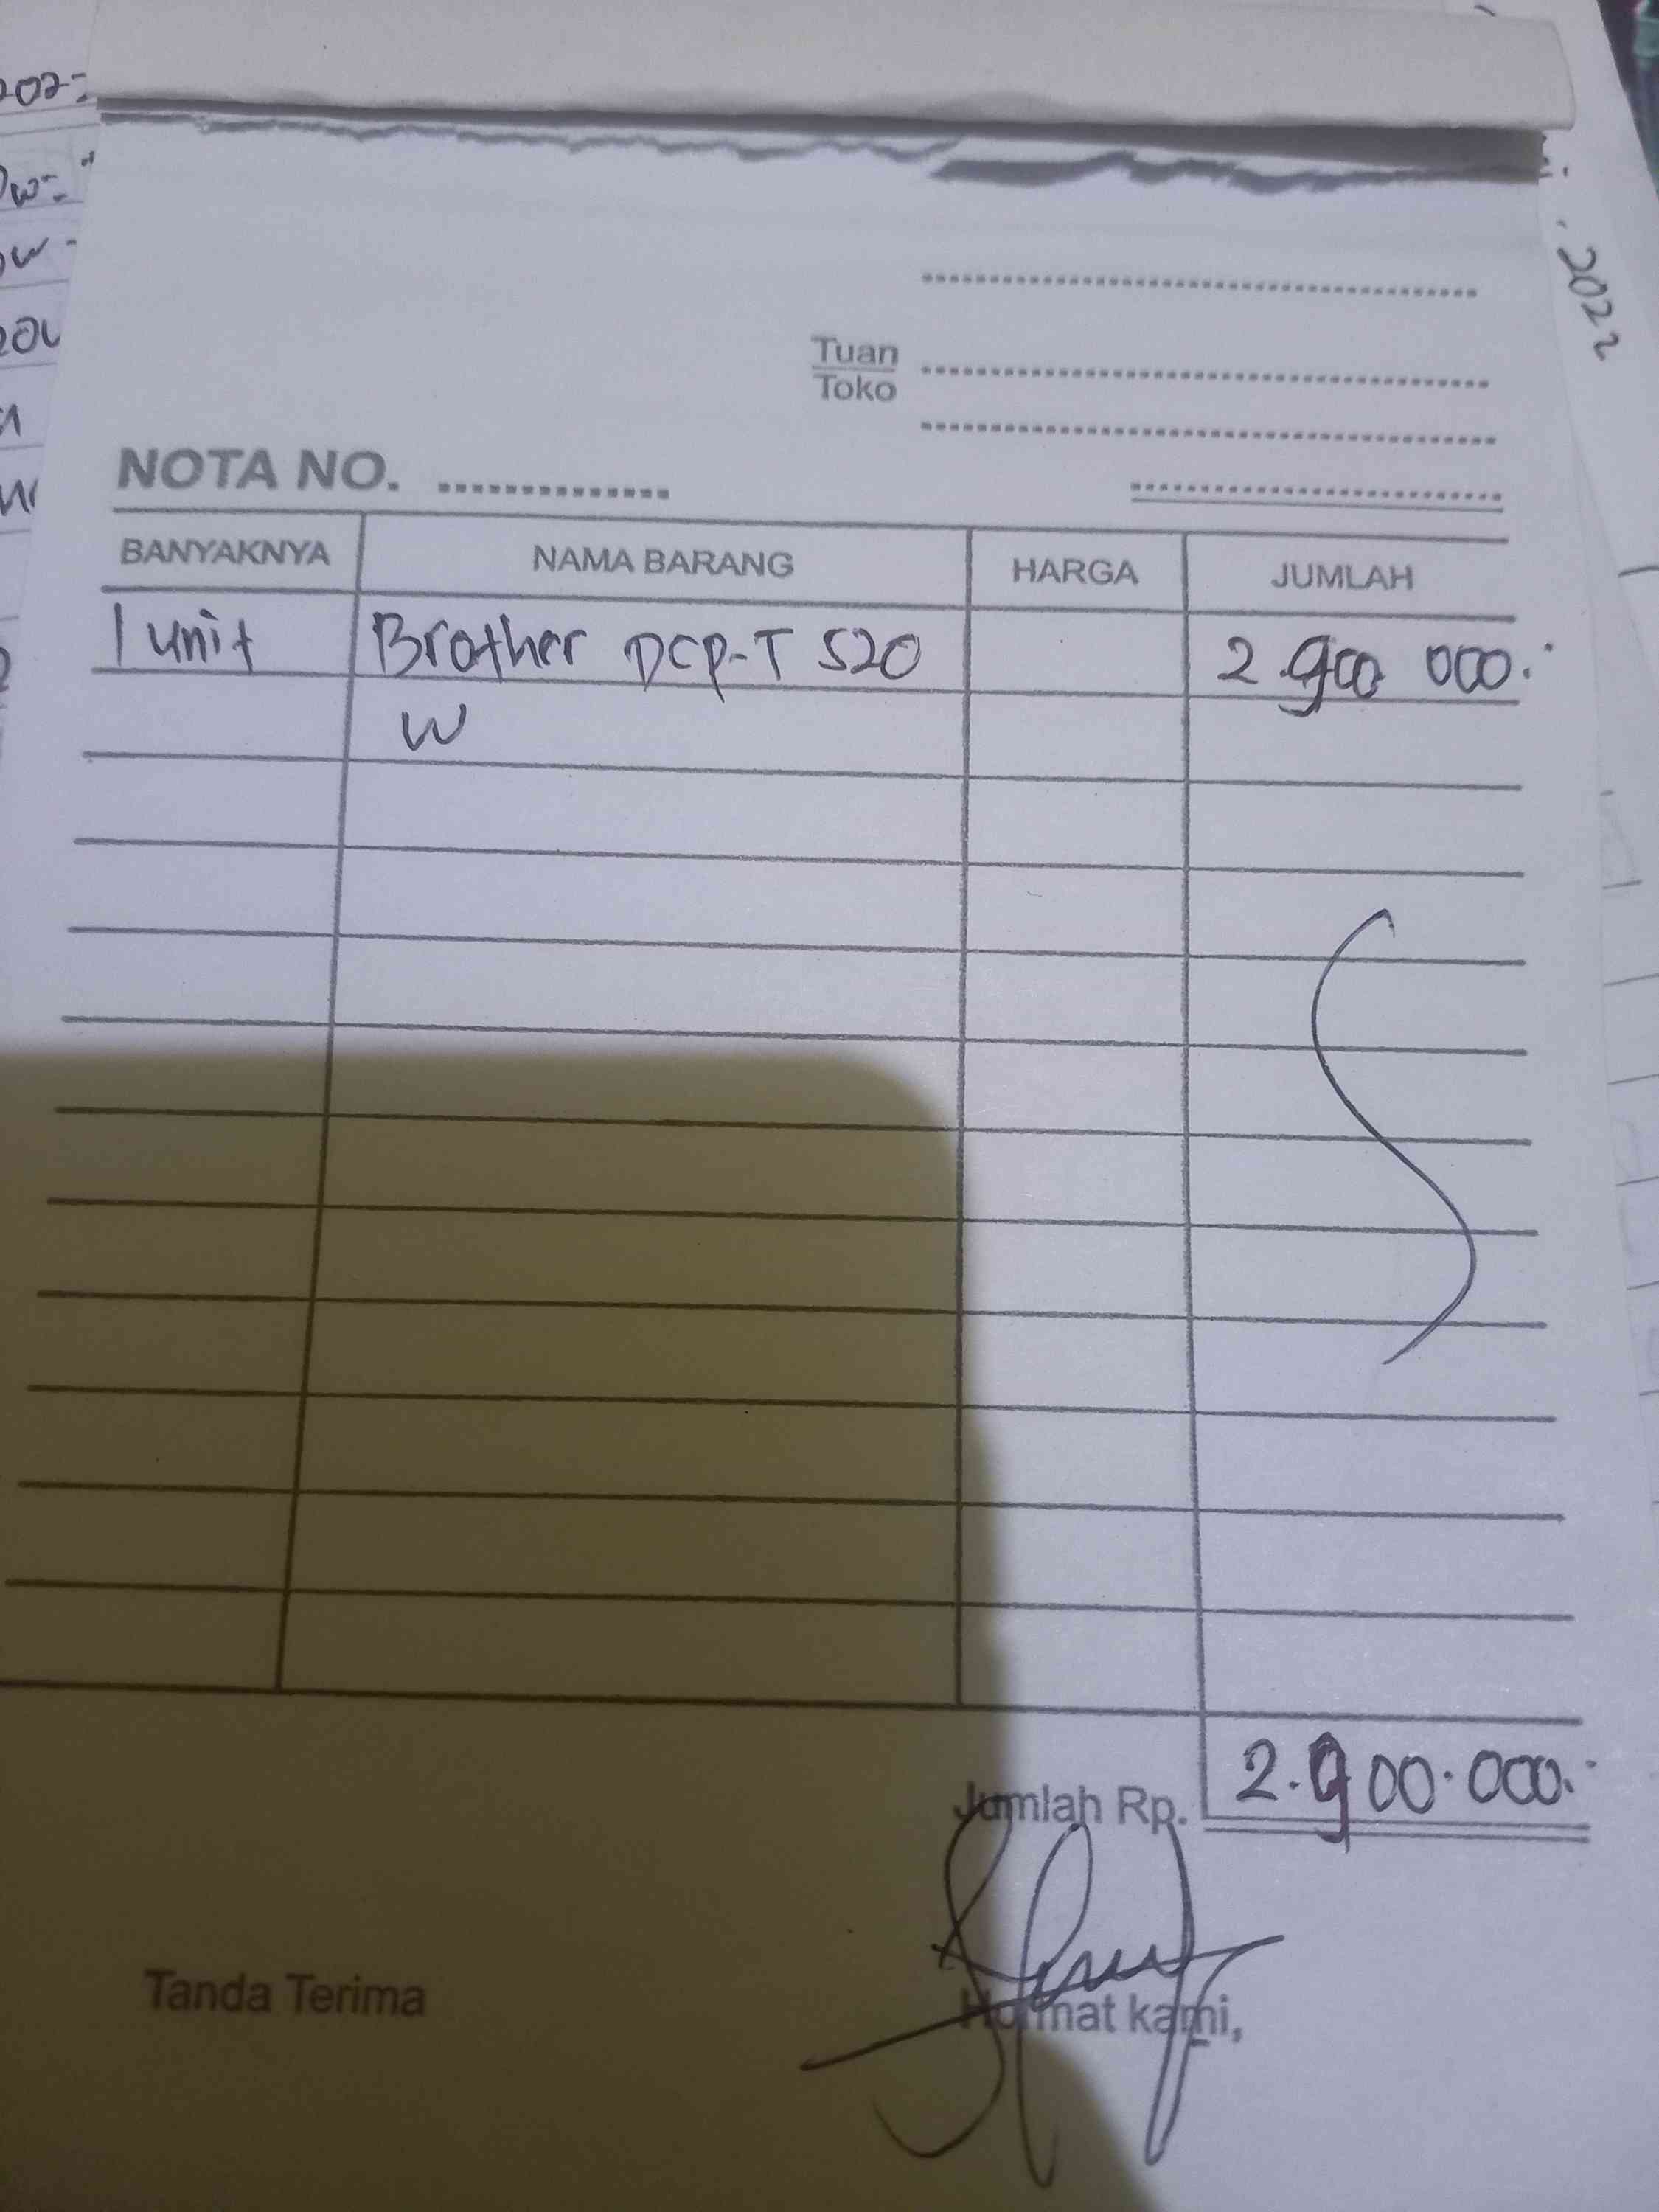 2022
Tuan
Toko
NOTA NO.
BANYAKNYA NAMA BARANG HARGA JUMLAH
1 unit Brother DCP-T 520 2.900 000.-
W
Jumlah Rp. 2.900.000.-
Tanda Terima Hormat kami,